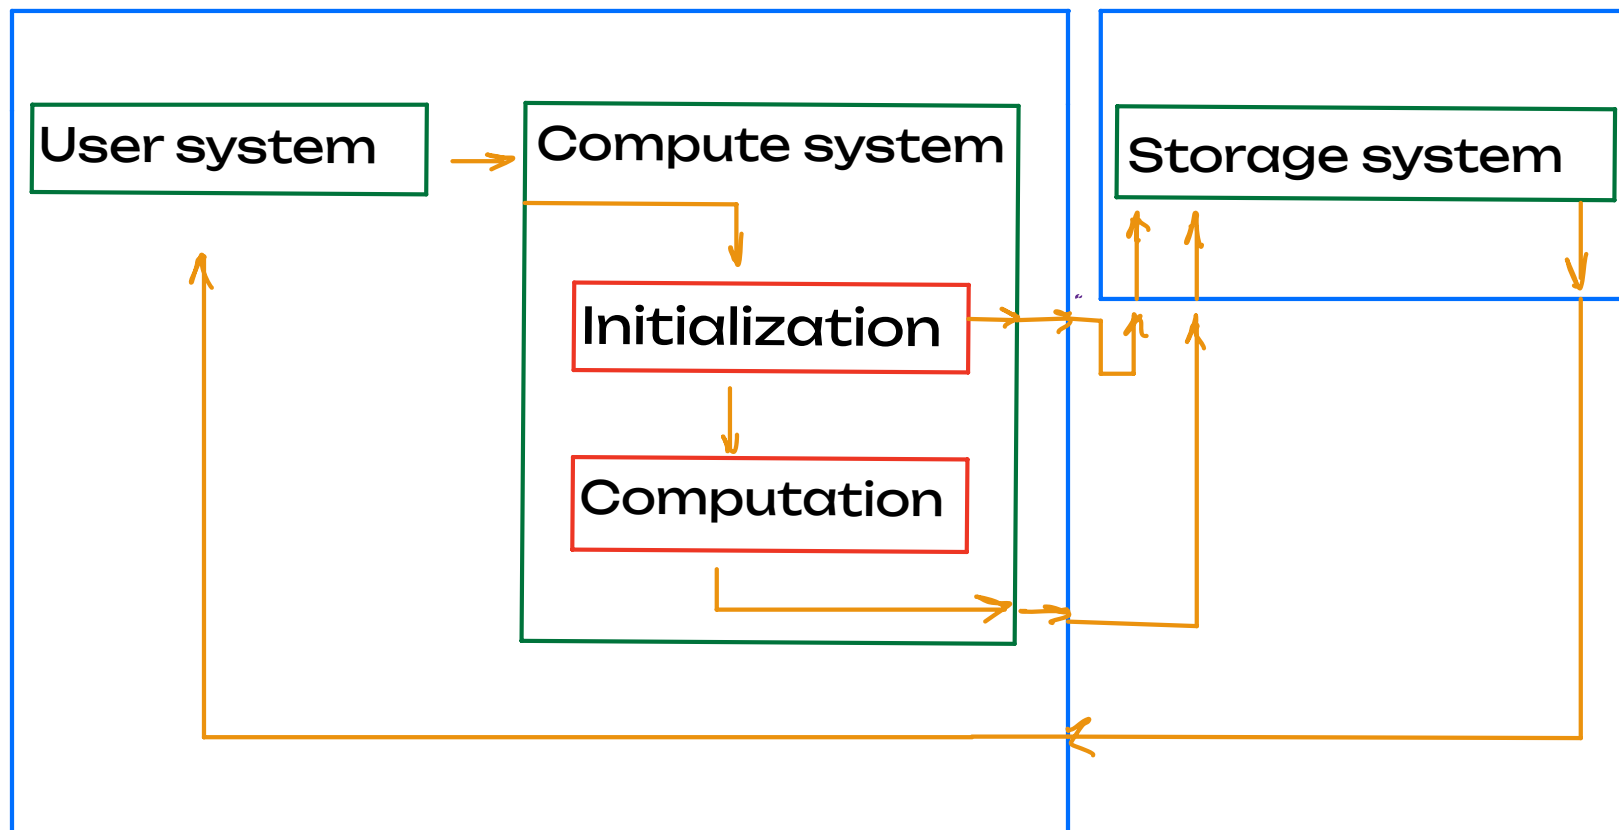 User system
Compute system
Storage system
Initialization
Computation